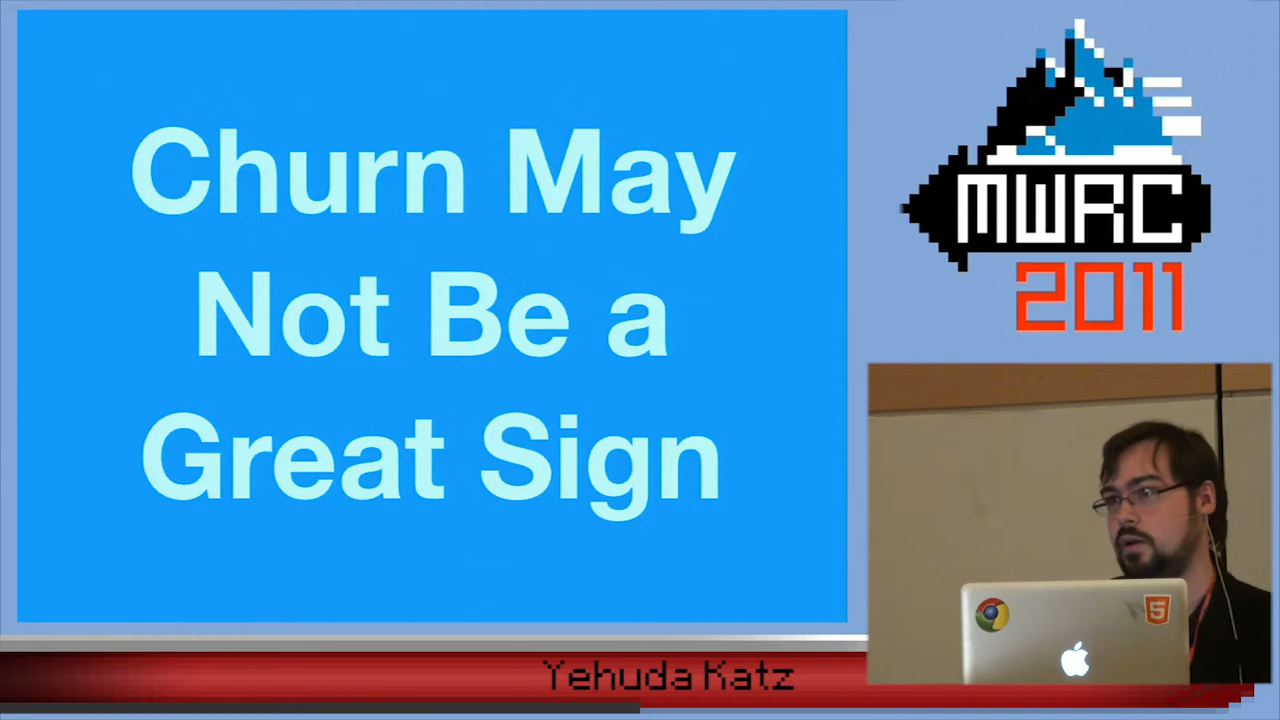 Churn May
Not Be a
Great Sign
MWRC
2011
5
Yehuda Katz